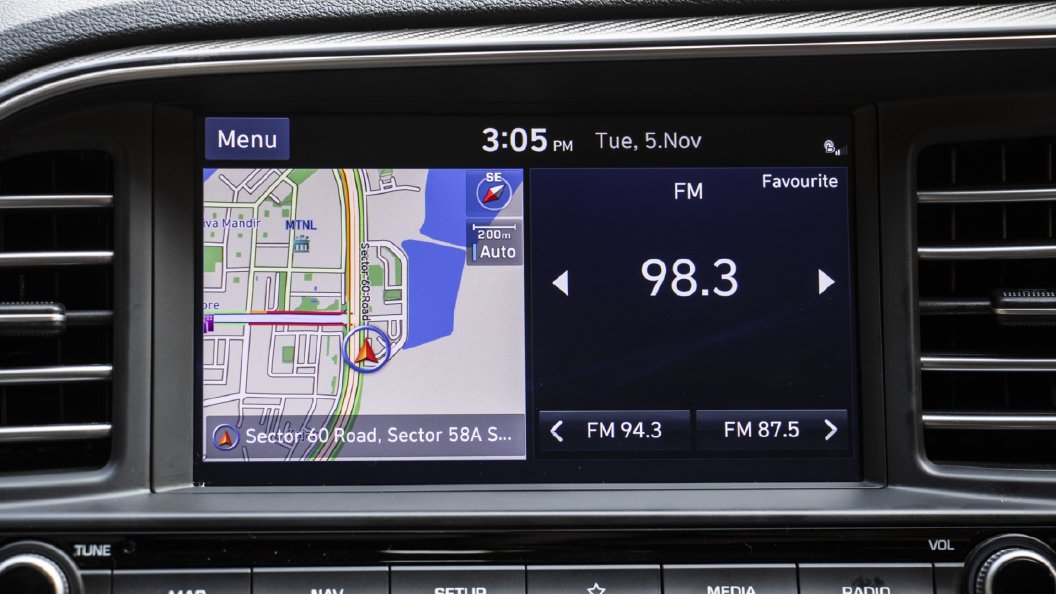 Menu
3:05 PM
Tue, 5.Nov
SE
200m
Auto
iva Mandir
MTNL
Sector 60 Road
ore
Sector 60 Road, Sector 58A S...
FM
Favourite
98.3
FM 94.3
FM 87.5
TUNE
VOL
MAP
NAV
SETUP
MEDIA
RADIO